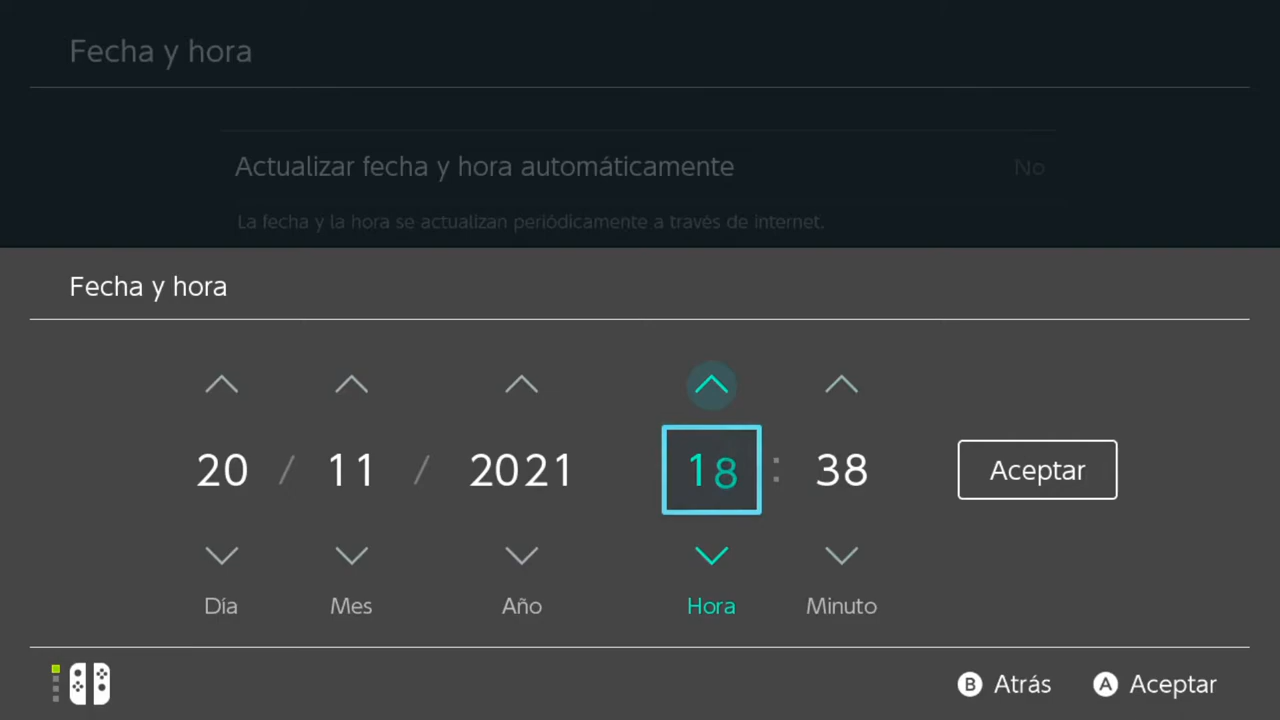 Fecha y hora
Actualizar fecha y hora automáticamente No
La fecha y la hora se actualizan periódicamente a través de internet.
Fecha y hora
20 / 11 / 2021 18 : 38 Aceptar
Día Mes Año Hora Minuto
B Atrás A Aceptar